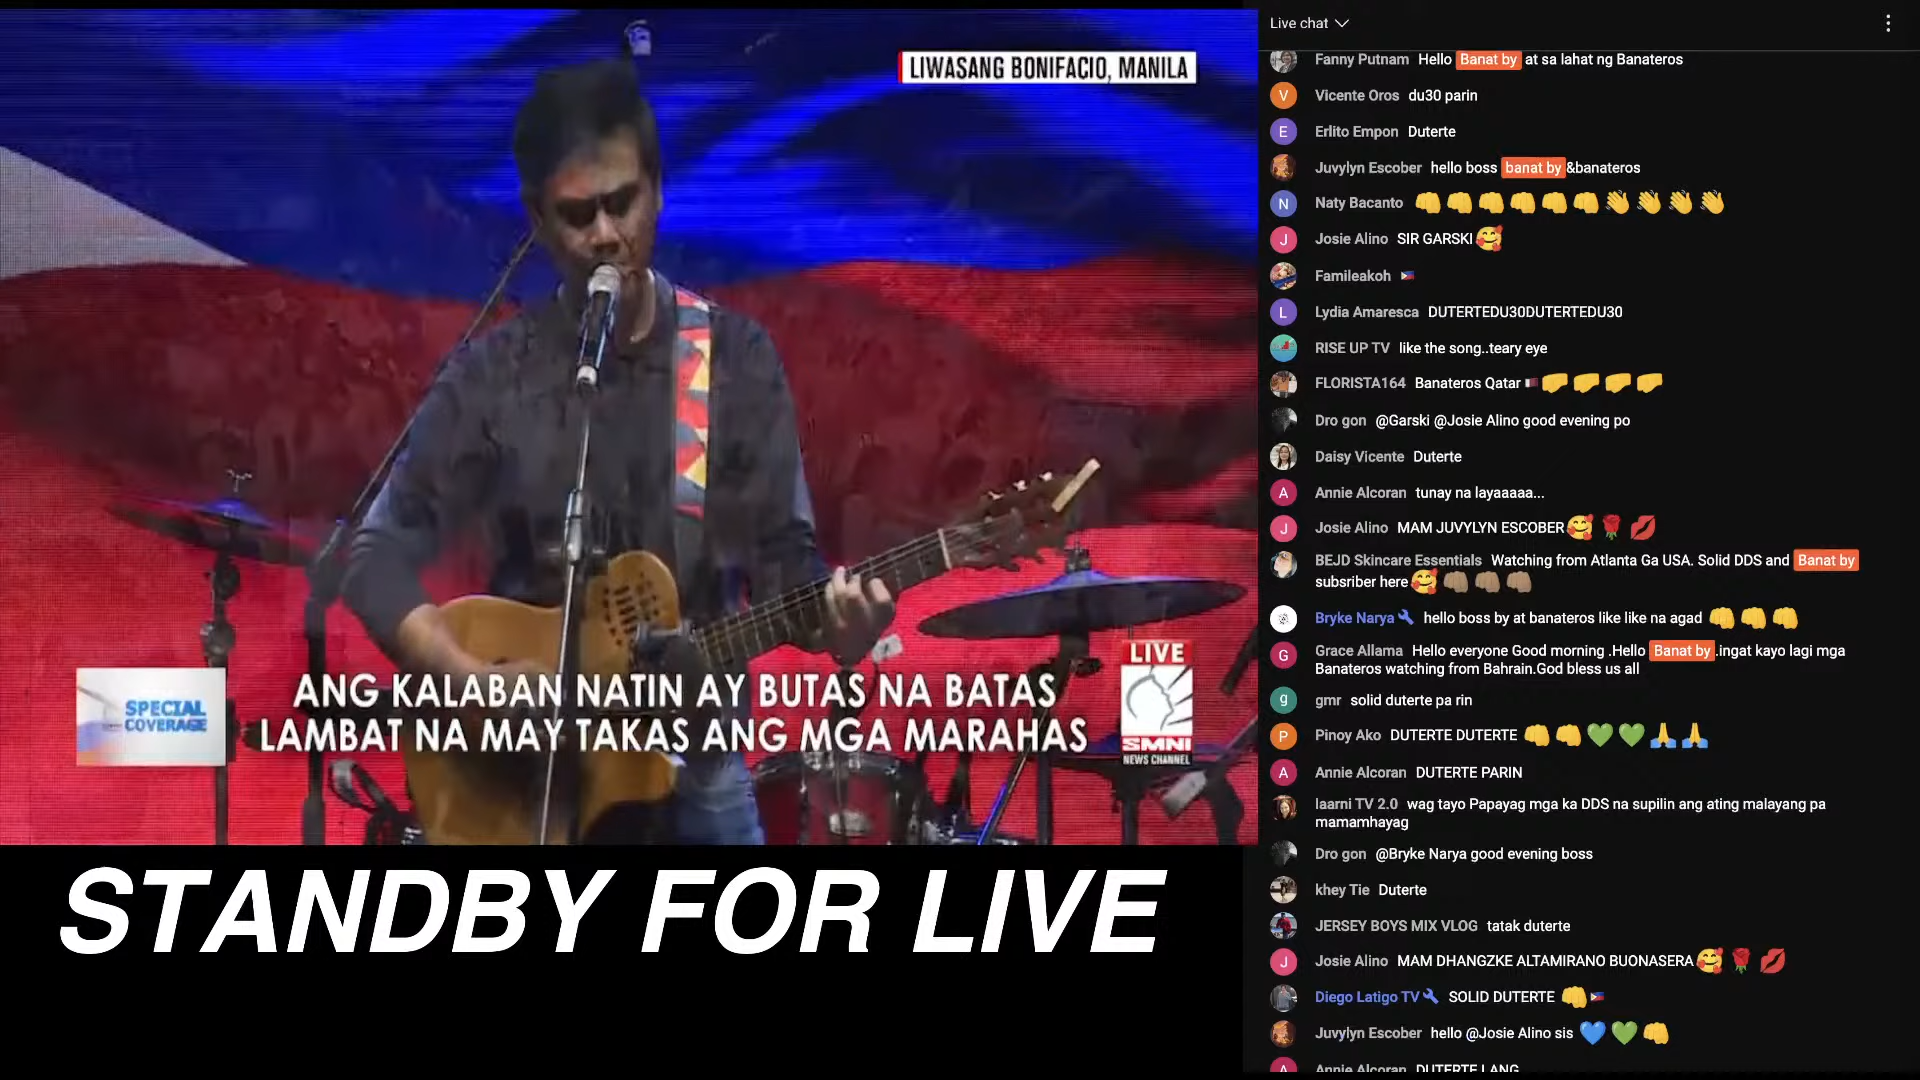 LIWASANG BONIFACIO, MANILA
SPECIAL
COVERAGE
ANG KALABAN NATIN AY BUTAS NA BATAS
LAMBAT NA MAY TAKAS ANG MGA MARAHAS
LIVE
SMNI
NEWS CHANNEL
STANDBY FOR LIVE
Live chat
Fanny Putnam Hello Banat by at sa lahat ng Banateros
V Vicente Oros du30 parin
E Erlito Empon Duterte
Juvylyn Escober hello boss banat by &banateros
N Naty Bacanto 👊👊👊👊👊👊👋👋👋👋
J Josie Alino SIR GARSKI🥰
Famileakoh 🇵🇭
L Lydia Amaresca DUTERTEDU30DUTERTEDU30
RISE UP TV like the song..teary eye
FLORISTA164 Banateros Qatar🇶🇦🤛🤛🤛🤛
Dro gon @Garski @Josie Alino good evening po
Daisy Vicente Duterte
A Annie Alcoran tunay na layaaaaa...
J Josie Alino MAM JUVYLYN ESCOBER🥰🌹💋
BEJD Skincare Essentials Watching from Atlanta Ga USA. Solid DDS and Banat by
subsriber here🥰👊🏽👊🏽👊🏽
Bryke Narya hello boss by at banateros like like na agad 👊👊👊
G Grace Allama Hello everyone Good morning .Hello Banat by .ingat kayo lagi mga
Banateros watching from Bahrain.God bless us all
g gmr solid duterte pa rin
P Pinoy Ako DUTERTE DUTERTE 👊👊💚💚🙏🙏
A Annie Alcoran DUTERTE PARIN
laarni TV 2.0 wag tayo Papayag mga ka DDS na supilin ang ating malayang pa
mamamhayag
Dro gon @Bryke Narya good evening boss
khey Tie Duterte
JERSEY BOYS MIX VLOG tatak duterte
J Josie Alino MAM DHANGZKE ALTAMIRANO BUONASERA🥰🌹💋
Diego Latigo TV SOLID DUTERTE 👊🇵🇭
Juvylyn Escober hello @Josie Alino sis 💙💚👊
A Annie Alcoran DUTERTE LANG